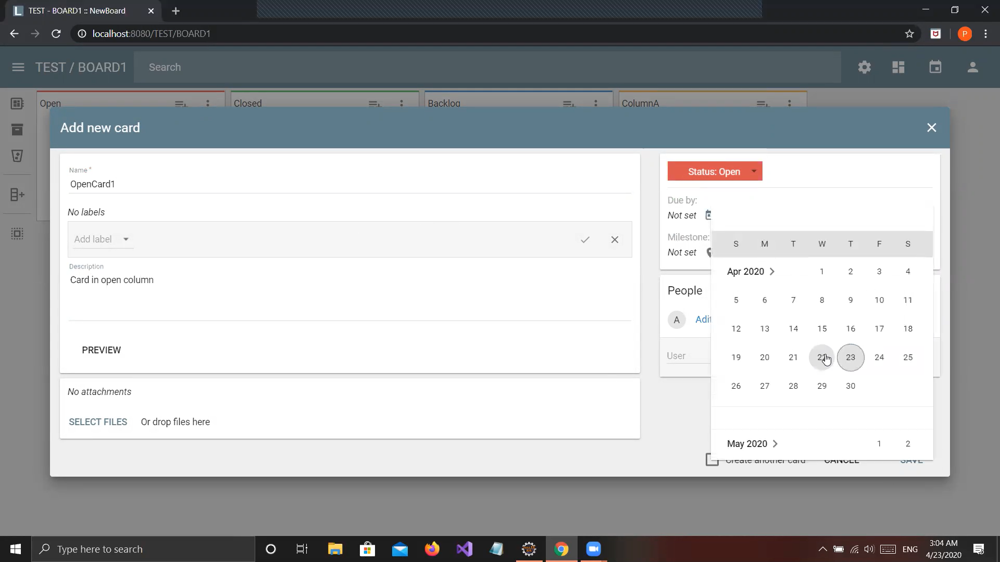 TEST - BOARD1 :: NewBoard
localhost:8080/TEST/BOARD1
TEST / BOARD1
Search
Open
Closed
Backlog
ColumnA
Add new card
Name *
OpenCard1
No labels
Add label
Description
Card in open column
PREVIEW
No attachments
SELECT FILES
Or drop files here
Status: Open
Due by:
Not set
Milestone:
Not set
People
A Adit
User
S M T W T F S
Apr 2020 1 2 3 4
5 6 7 8 9 10 11
12 13 14 15 16 17 18
19 20 21 22 23 24 25
26 27 28 29 30
May 2020 1 2
Create another card
CANCEL
SAVE
P
Type here to search
ENG
3:04 AM
4/23/2020